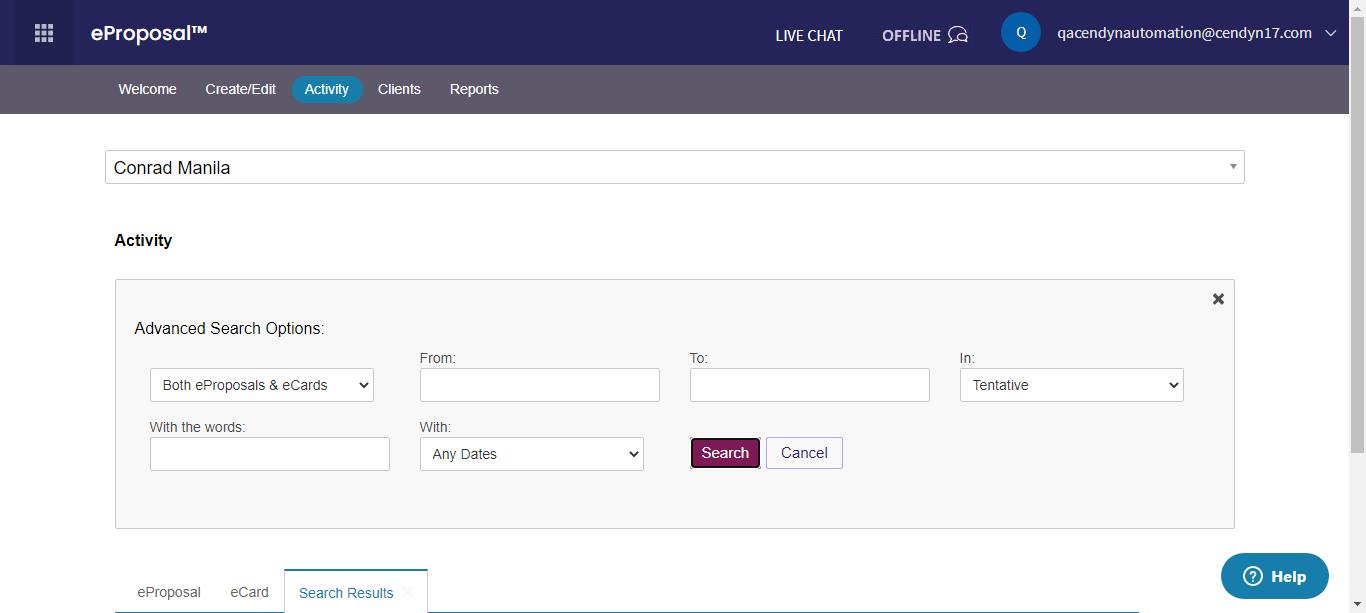 eProposal™
LIVE CHAT
OFFLINE
Q
qacendynautomation@cendyn17.com
Welcome
Create/Edit
Activity
Clients
Reports
Conrad Manila
Activity
Advanced Search Options:
From:
To:
In:
Both eProposals & eCards
Tentative
With the words:
With:
Any Dates
Search
Cancel
eProposal
eCard
Search Results
Help